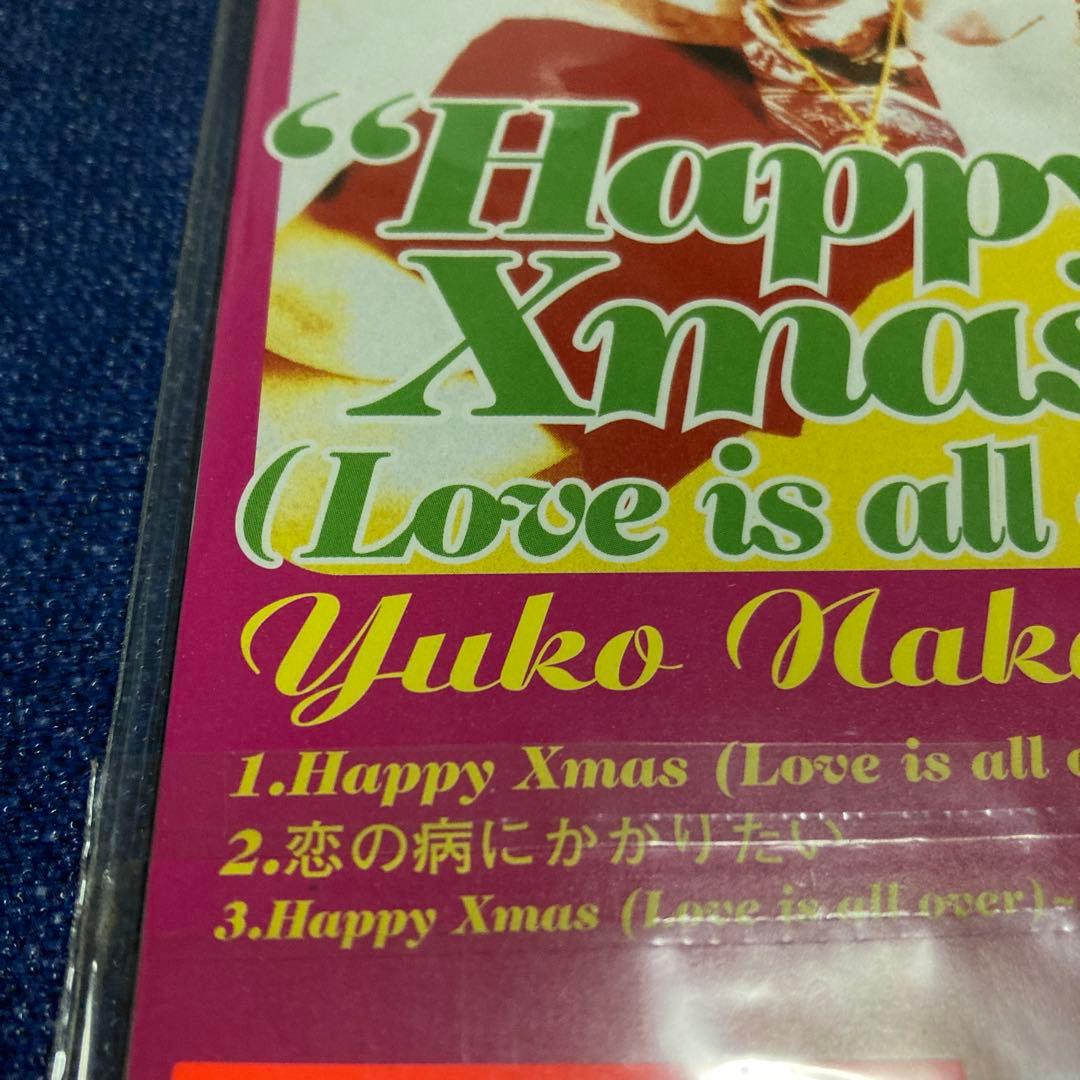 “Happy
Xmas
(Love is all
Yuko Nak
1.Happy Xmas (Love is all
2.恋の病にかかりたい
3.Happy Xmas (Love is all over)~